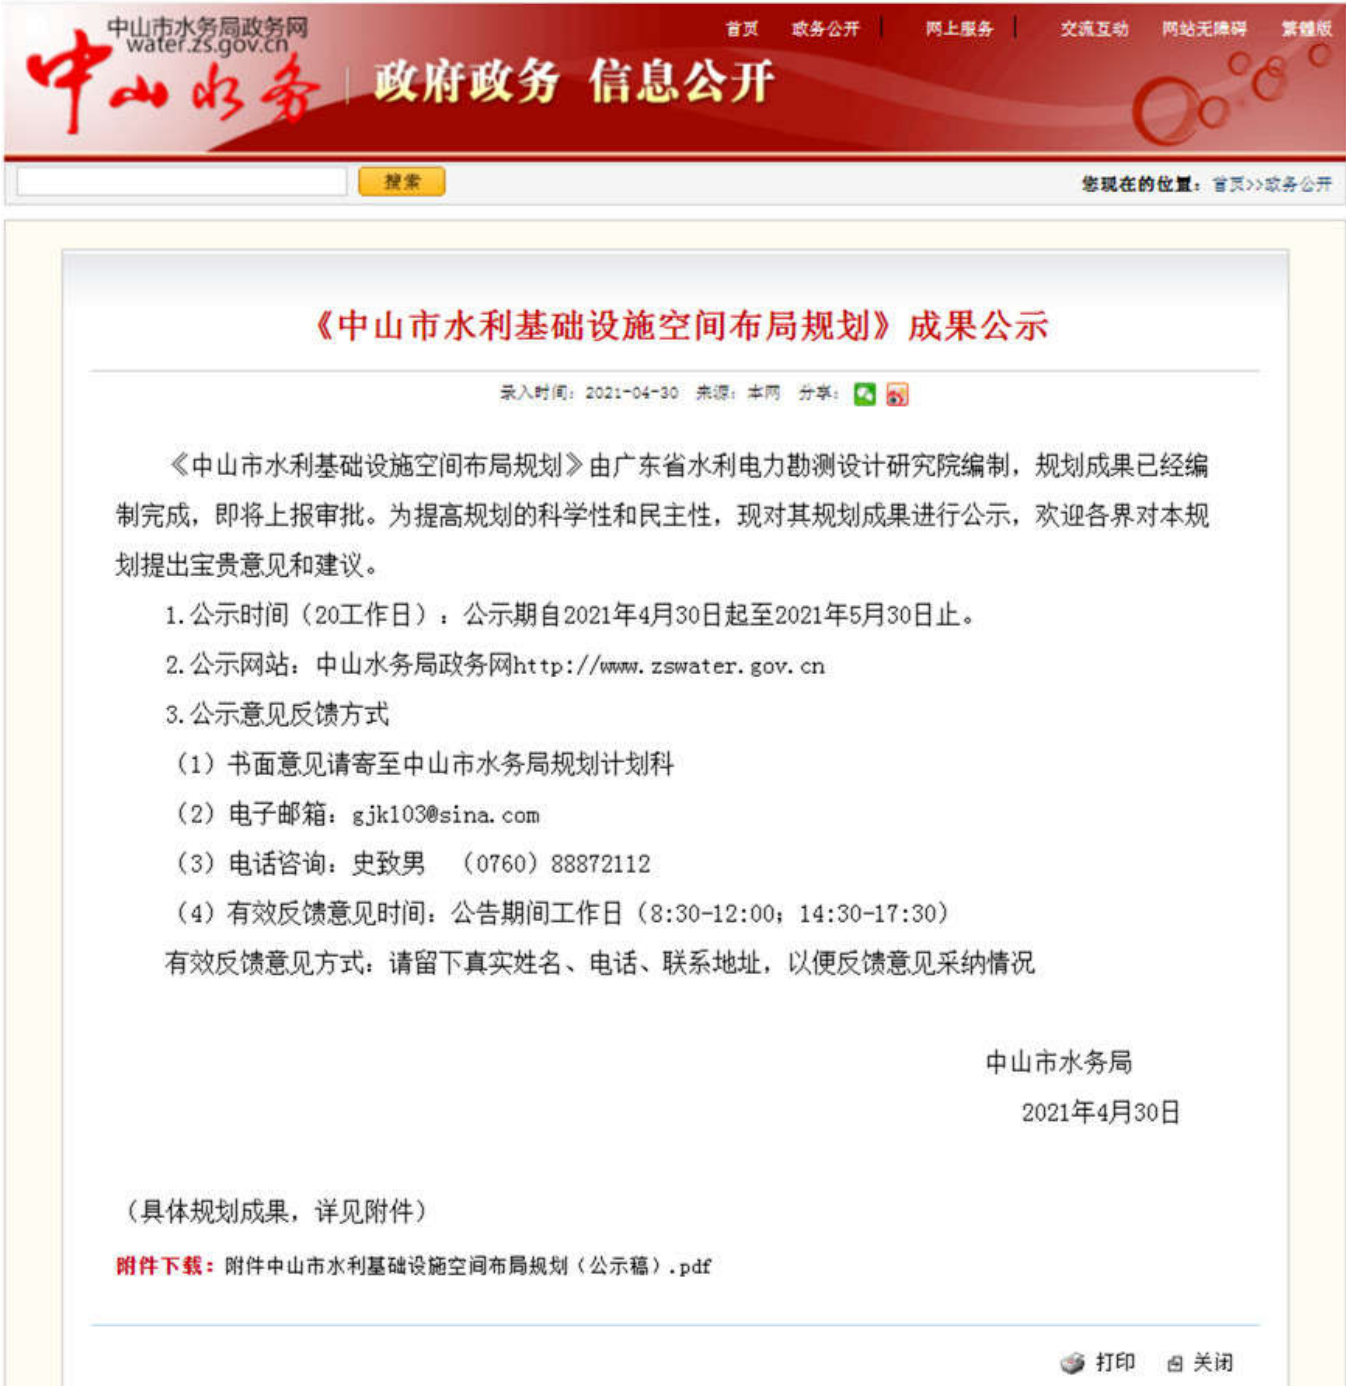 中山市水务局政务网
water.zs.gov.cn
中山水务
政府政务 信息公开
首页 政务公开 网上服务 交流互动 网站无障碍 繁體版
搜索
您现在的位置：首页>>政务公开
《中山市水利基础设施空间布局规划》成果公示
录入时间：2021-04-30 来源：本网 分享：
《中山市水利基础设施空间布局规划》由广东省水利电力勘测设计研究院编制，规划成果已经编
制完成，即将上报审批。为提高规划的科学性和民主性，现对其规划成果进行公示，欢迎各界对本规
划提出宝贵意见和建议。
1.公示时间（20工作日）：公示期自2021年4月30日起至2021年5月30日止。
2.公示网站：中山水务局政务网http://www.zswater.gov.cn
3.公示意见反馈方式
（1）书面意见请寄至中山市水务局规划计划科
（2）电子邮箱：gjk103@sina.com
（3）电话咨询：史致男 （0760）88872112
（4）有效反馈意见时间：公告期间工作日（8:30-12:00；14:30-17:30）
有效反馈意见方式：请留下真实姓名、电话、联系地址，以便反馈意见采纳情况
中山市水务局
2021年4月30日
（具体规划成果，详见附件）
附件下载：附件中山市水利基础设施空间布局规划（公示稿）.pdf
打印 关闭